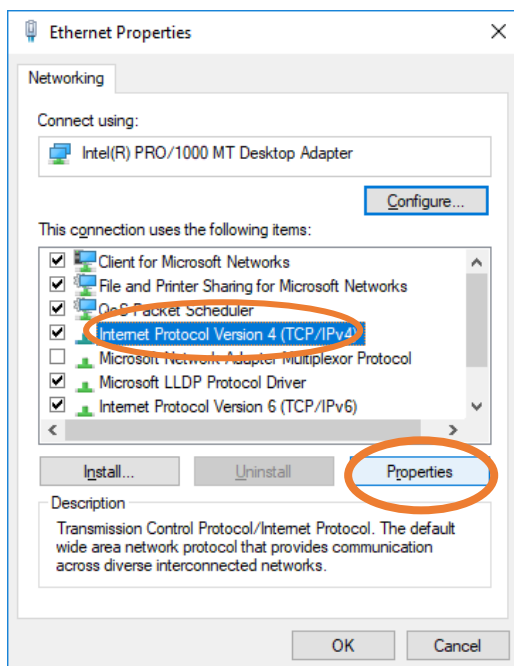 Ethernet Properties
Networking
Connect using:
Intel(R) PRO/1000 MT Desktop Adapter
Configure...
This connection uses the following items:
Client for Microsoft Networks
File and Printer Sharing for Microsoft Networks
QoS Packet Scheduler
Internet Protocol Version 4 (TCP/IPv4)
Microsoft Network Adapter Multiplexor Protocol
Microsoft LLDP Protocol Driver
Internet Protocol Version 6 (TCP/IPv6)
Install... Uninstall Properties
Description
Transmission Control Protocol/Internet Protocol. The default
wide area network protocol that provides communication
across diverse interconnected networks.
OK Cancel